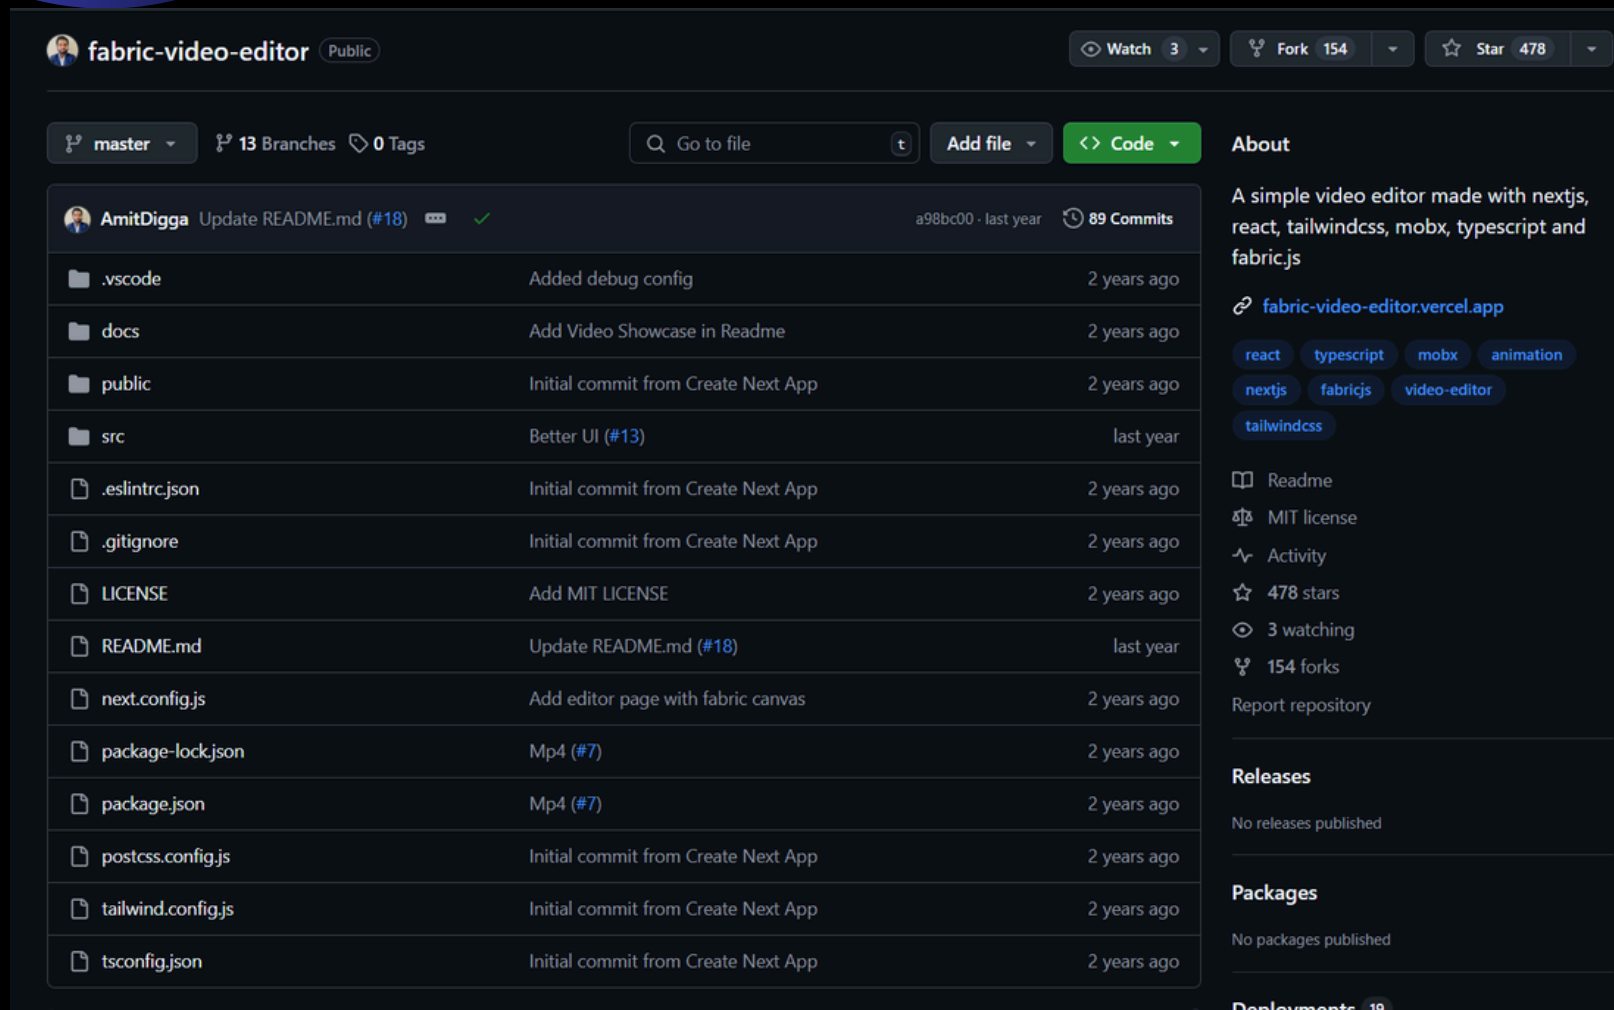 fabric-video-editor Public
Watch 3 Fork 154 Star 478
master 13 Branches 0 Tags Go to file t Add file Code
AmitDigga Update README.md (#18) a98bc00 · last year 89 Commits
.vscode Added debug config 2 years ago
docs Add Video Showcase in Readme 2 years ago
public Initial commit from Create Next App 2 years ago
src Better UI (#13) last year
.eslintrc.json Initial commit from Create Next App 2 years ago
.gitignore Initial commit from Create Next App 2 years ago
LICENSE Add MIT LICENSE 2 years ago
README.md Update README.md (#18) last year
next.config.js Add editor page with fabric canvas 2 years ago
package-lock.json Mp4 (#7) 2 years ago
package.json Mp4 (#7) 2 years ago
postcss.config.js Initial commit from Create Next App 2 years ago
tailwind.config.js Initial commit from Create Next App 2 years ago
tsconfig.json Initial commit from Create Next App 2 years ago
About
A simple video editor made with nextjs,
react, tailwindcss, mobx, typescript and
fabric.js
fabric-video-editor.vercel.app
react typescript mobx animation
nextjs fabricjs video-editor
tailwindcss
Readme
MIT license
Activity
478 stars
3 watching
154 forks
Report repository
Releases
No releases published
Packages
No packages published
Deployments 19